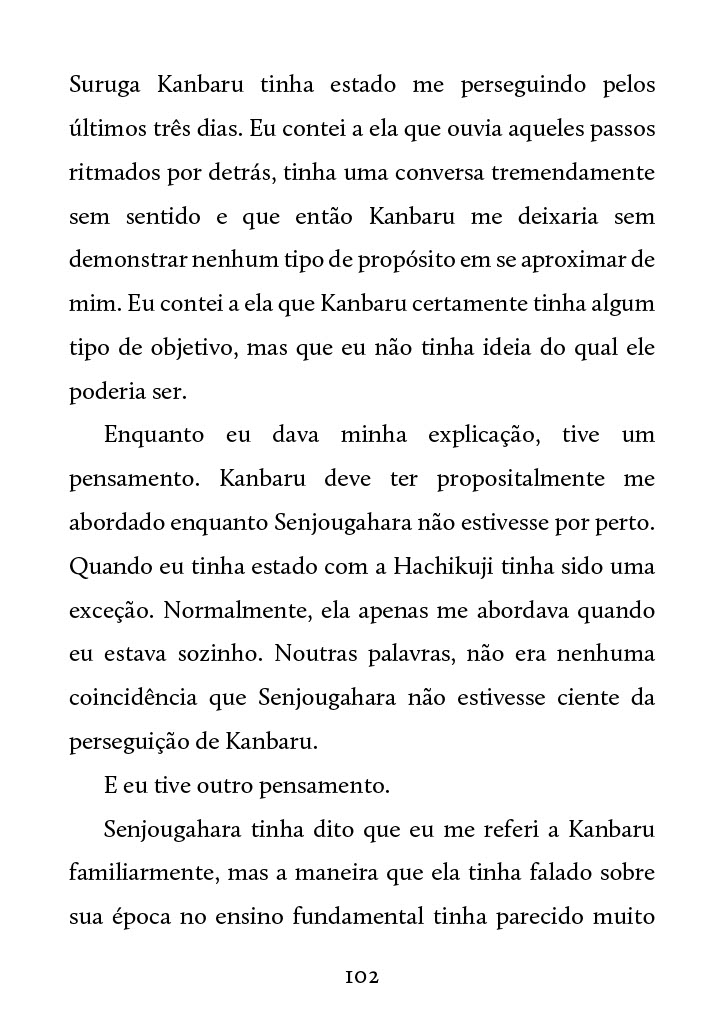 Suruga Kanbaru tinha estado me perseguindo pelos
últimos três dias. Eu contei a ela que ouvia aqueles passos
ritmados por detrás, tinha uma conversa tremendamente
sem sentido e que então Kanbaru me deixaria sem
demonstrar nenhum tipo de propósito em se aproximar de
mim. Eu contei a ela que Kanbaru certamente tinha algum
tipo de objetivo, mas que eu não tinha ideia do qual ele
poderia ser.
Enquanto eu dava minha explicação, tive um
pensamento. Kanbaru deve ter propositalmente me
abordado enquanto Senjougahara não estivesse por perto.
Quando eu tinha estado com a Hachikuji tinha sido uma
exceção. Normalmente, ela apenas me abordava quando
eu estava sozinho. Noutras palavras, não era nenhuma
coincidência que Senjougahara não estivesse ciente da
perseguição de Kanbaru.
E eu tive outro pensamento.
Senjougahara tinha dito que eu me referi a Kanbaru
familiarmente, mas a maneira que ela tinha falado sobre
sua época no ensino fundamental tinha parecido muito
102